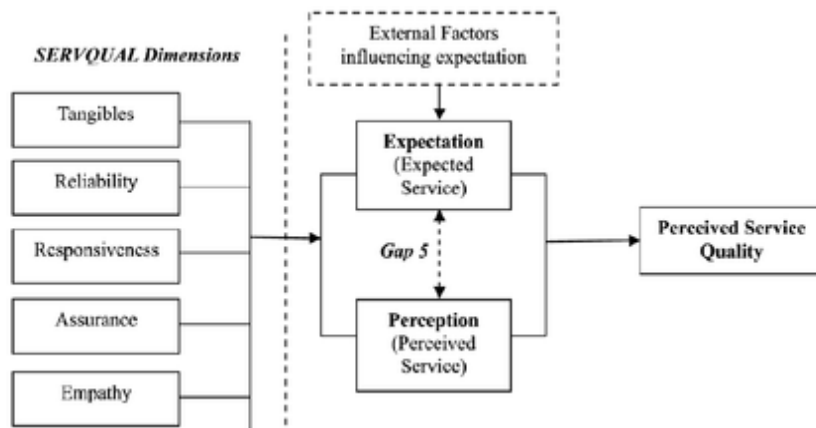 SERVQUAL Dimensions
Tangibles
Reliability
Responsiveness
Assurance
Empathy
External Factors
influencing expectation
Expectation
(Expected
Service)
Gap 5
Perception
(Perceived
Service)
Perceived Service
Quality